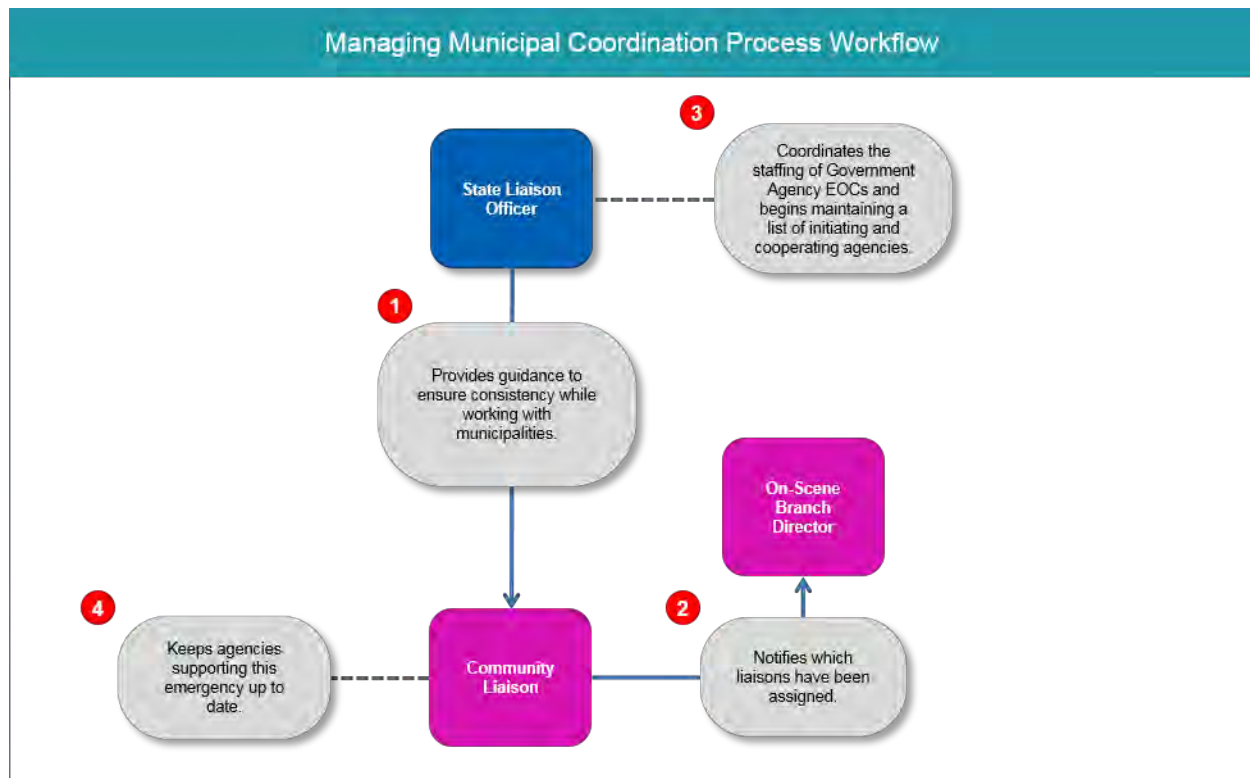 Managing Municipal Coordination Process Workflow
3
Coordinates the
staffing of Government
Agency EOCs and
begins maintaining a
list of initiating and
cooperating agencies.
State Liaison
Officer
1
Provides guidance to
ensure consistency while
working with
municipalities.
On-Scene
Branch
Director
4
Keeps agencies
supporting this
emergency up to
date.
Community
Liaison
2
Notifies which
liaisons have been
assigned.